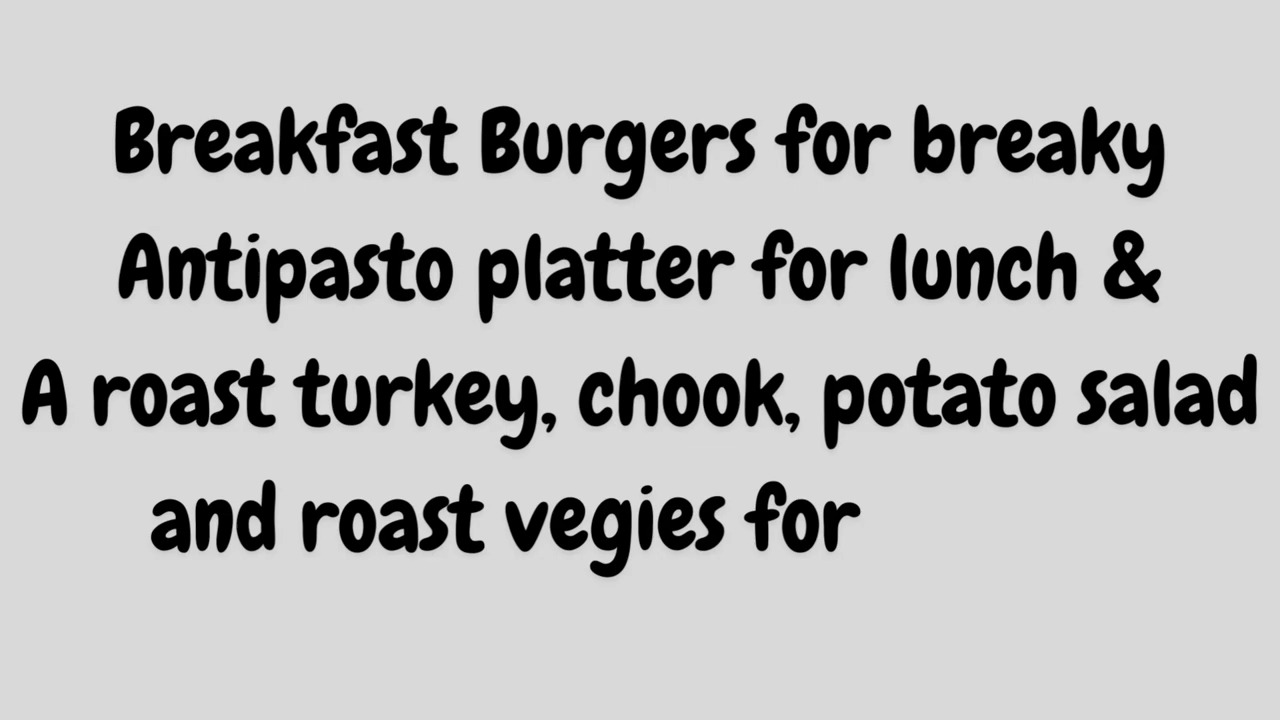 Breakfast Burgers for breaky
Antipasto platter for lunch &
A roast turkey, chook, potato salad
and roast vegies for